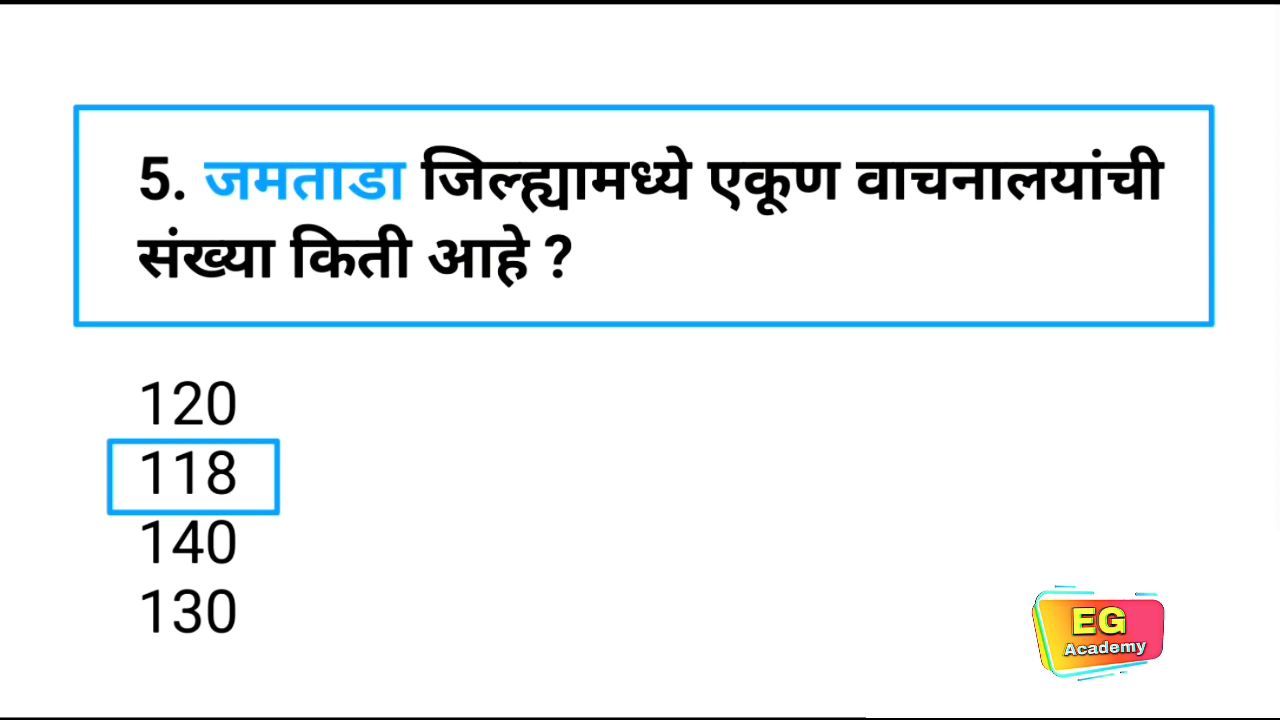 5. जमताडा जिल्ह्यामध्ये एकूण वाचनालयांची
संख्या किती आहे ?
120
118
140
130
EG
Academy